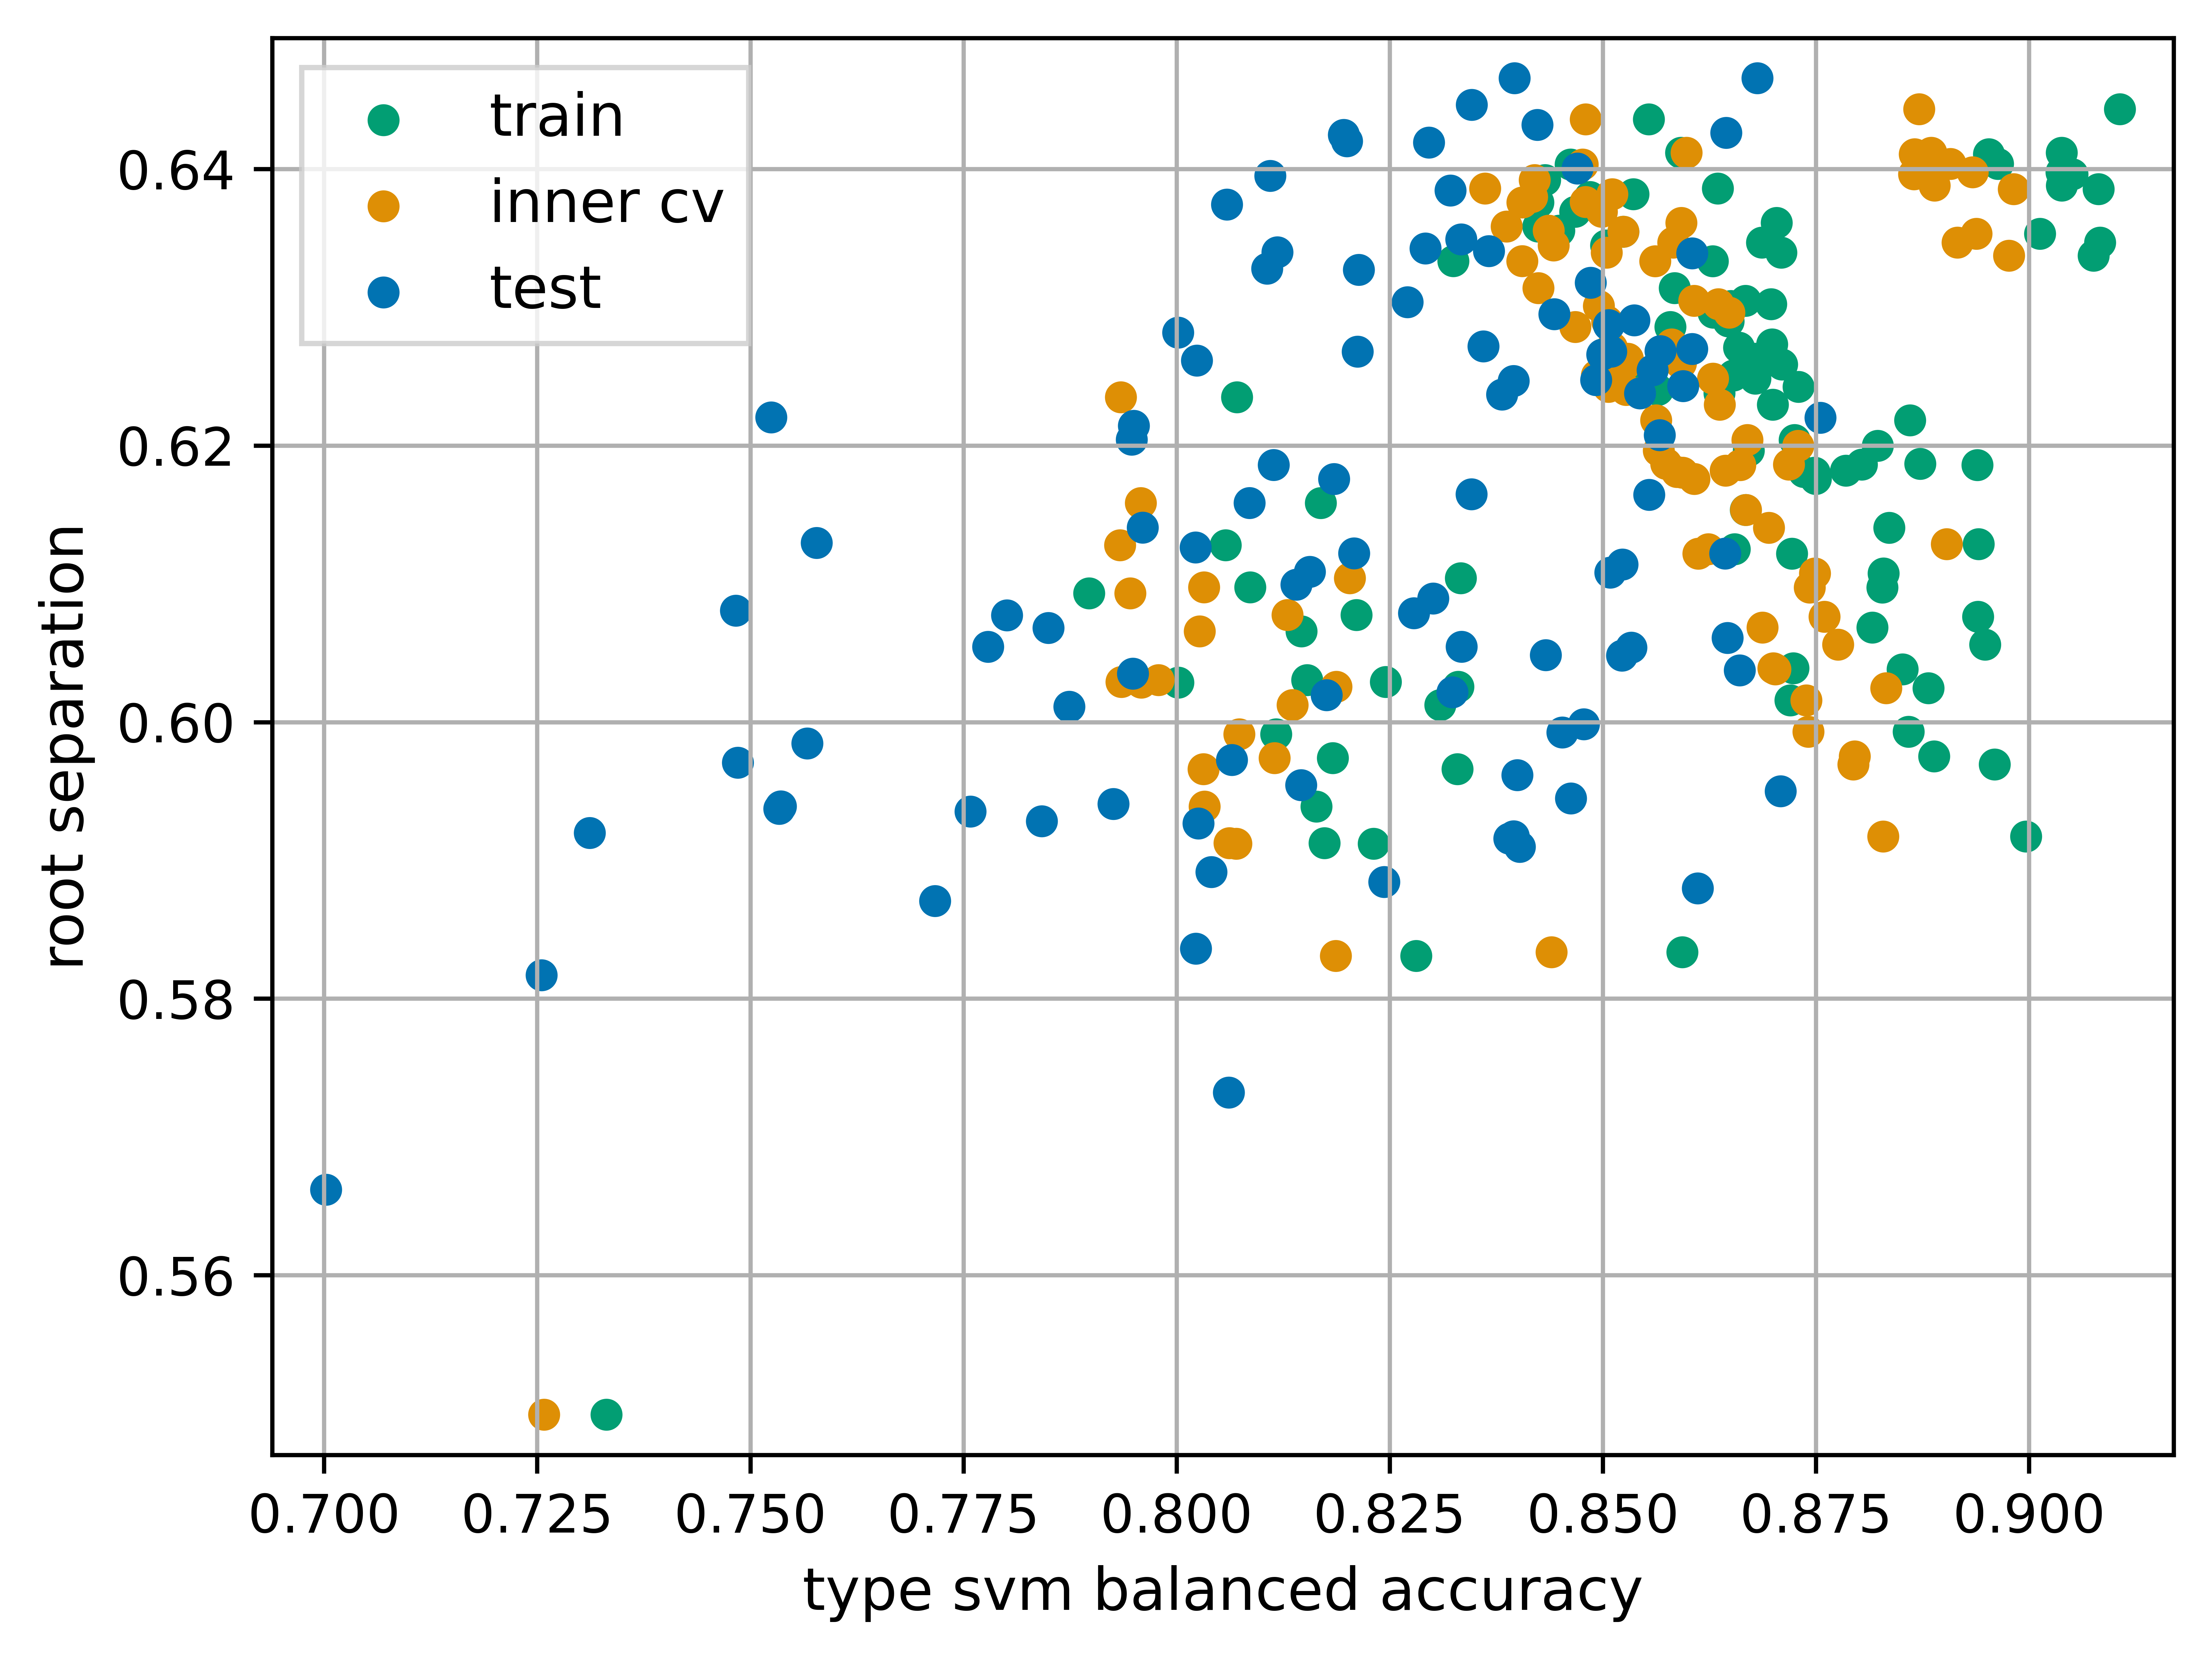 train
inner cv
test
0.64
0.62
0.60
0.58
0.56
root separation
0.700 0.725 0.750 0.775 0.800 0.825 0.850 0.875 0.900
type svm balanced accuracy